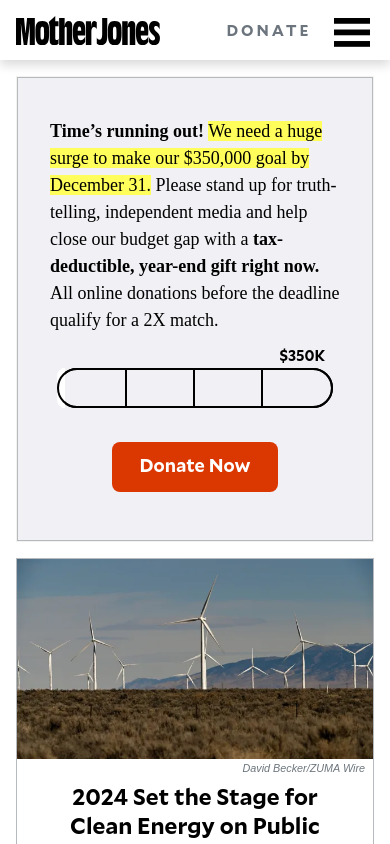 Mother Jones
DONATE
Time’s running out! We need a huge
surge to make our $350,000 goal by
December 31. Please stand up for truth-
telling, independent media and help
close our budget gap with a tax-
deductible, year-end gift right now.
All online donations before the deadline
qualify for a 2X match.
$350K
Donate Now
David Becker/ZUMA Wire
2024 Set the Stage for
Clean Energy on Public